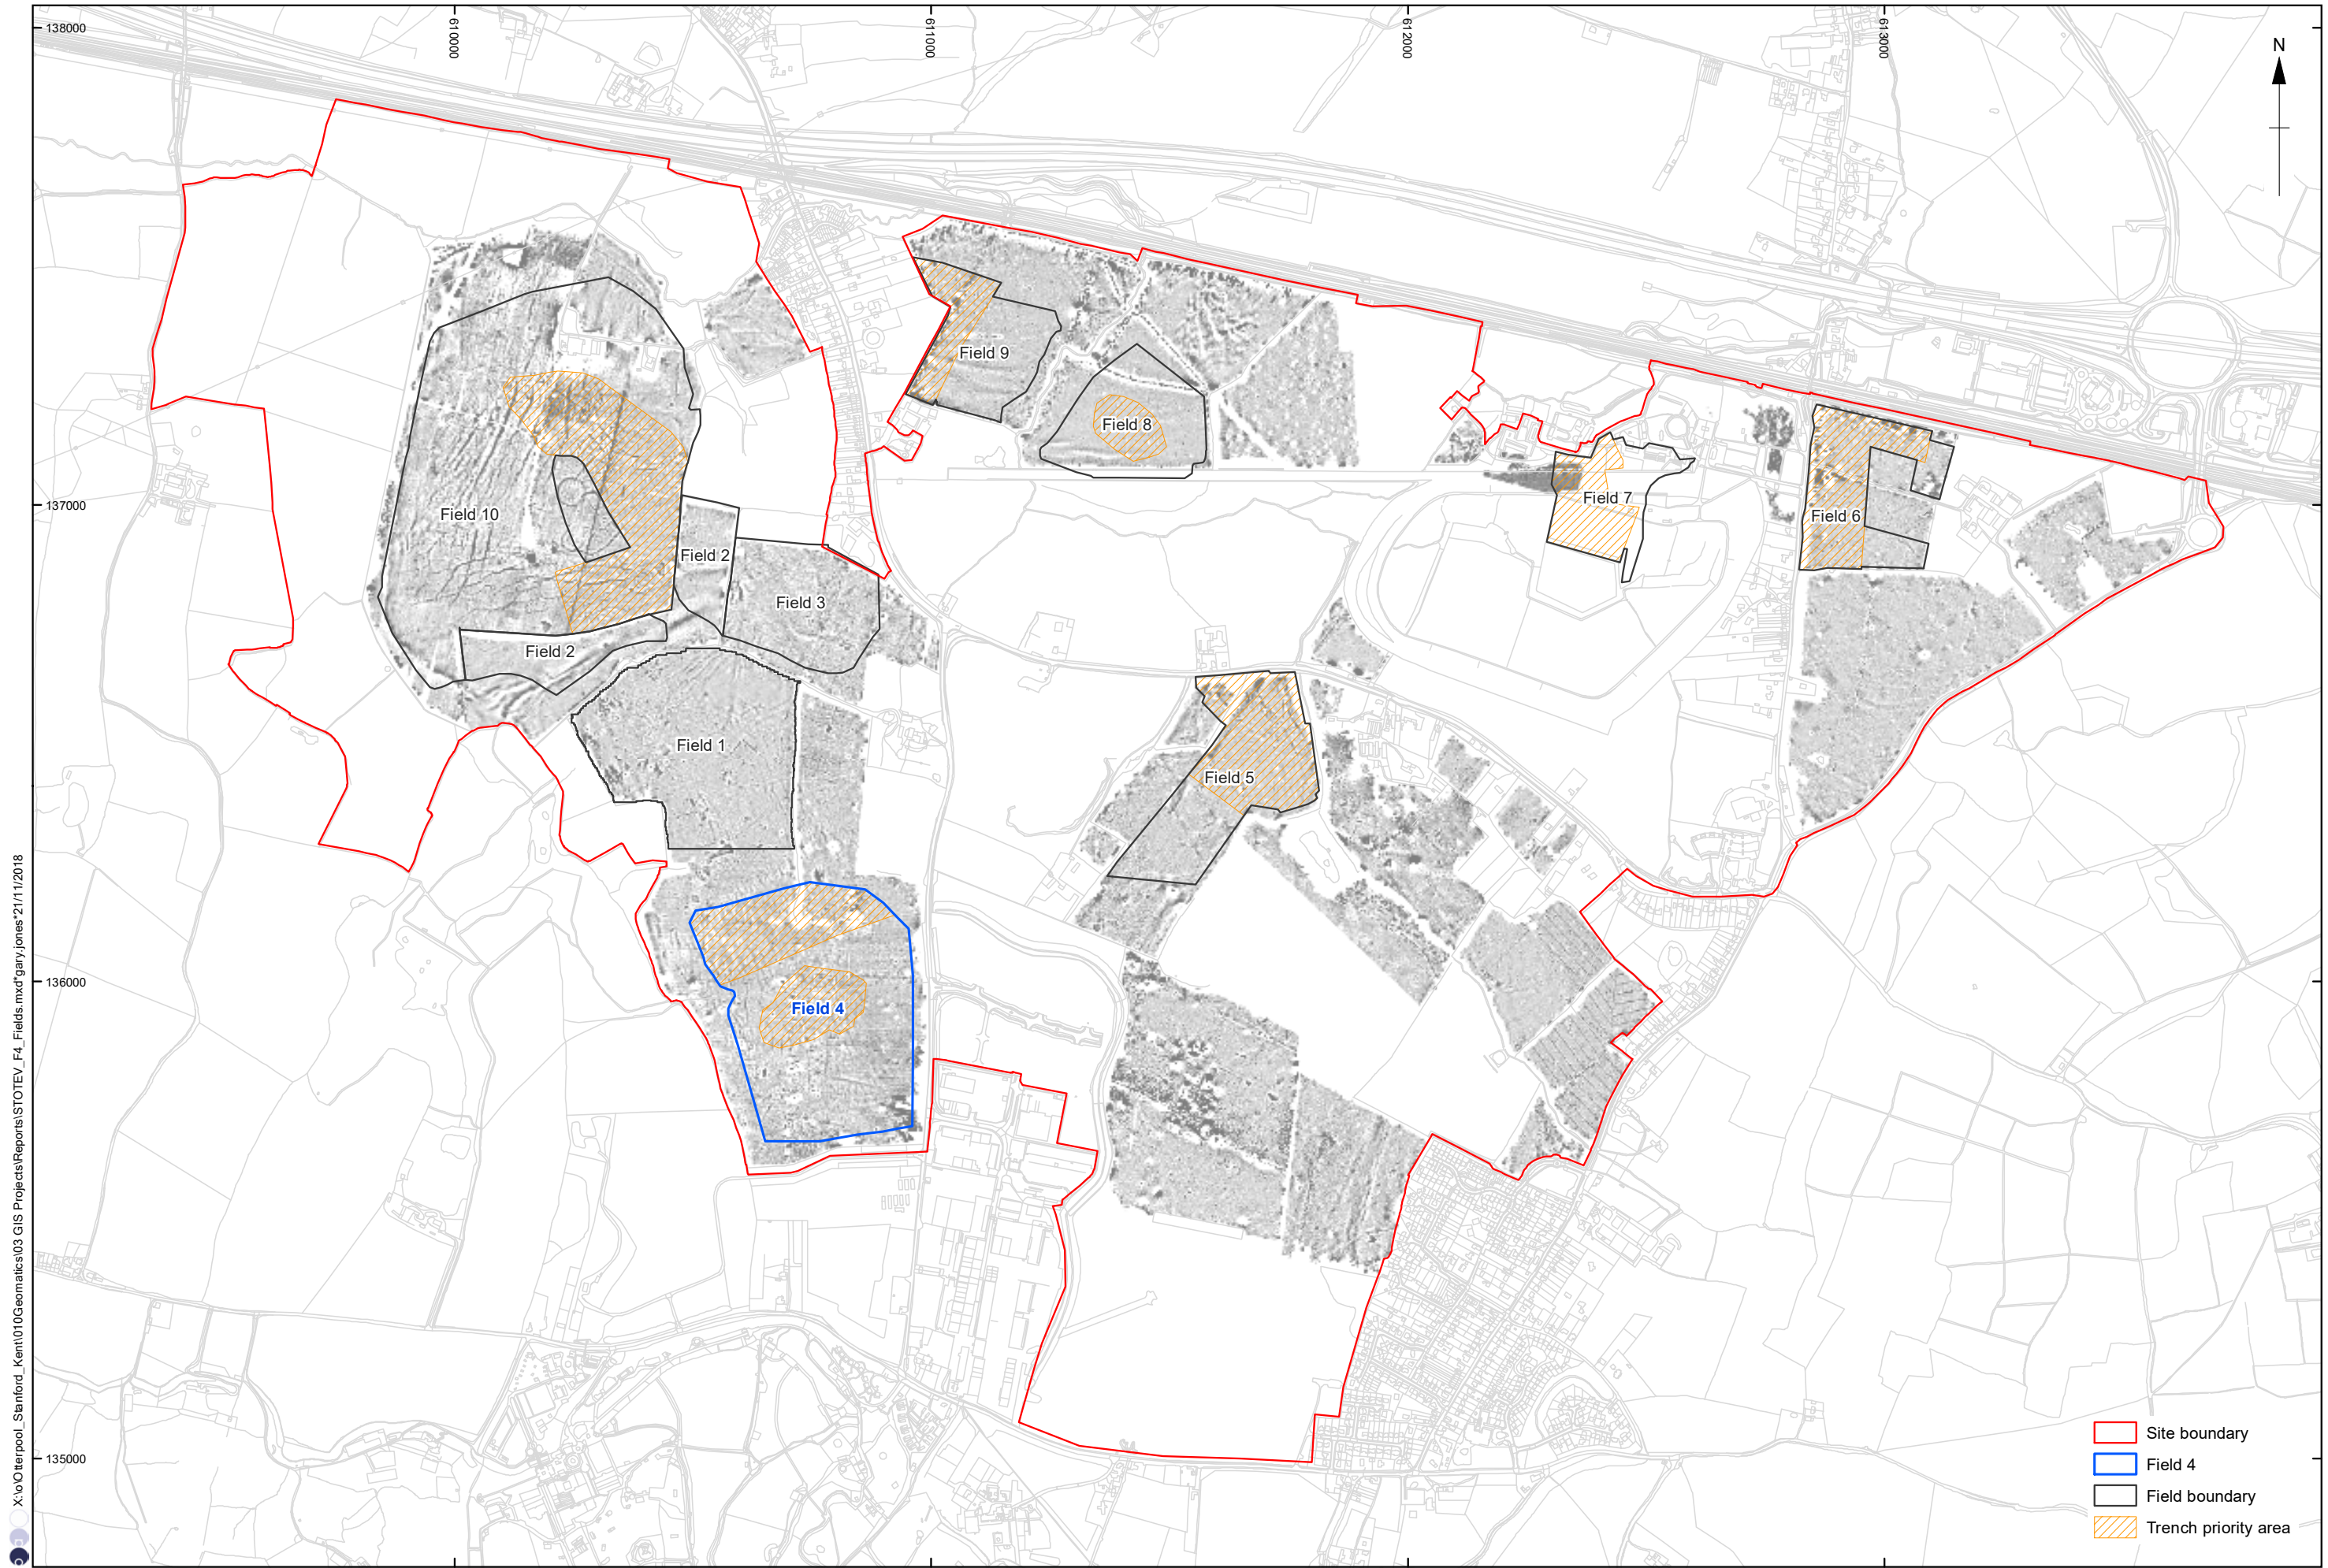 138000
610000
611000
612000
613000
N
Field 9
Field 8
Field 7
Field 6
137000
Field 10
Field 2
Field 3
Field 2
Field 1
Field 5
136000
Field 4
135000
Site boundary
Field 4
Field boundary
Trench priority area
X:\o\Otterpool_Stanford_Kent\010Geomatics\03 GIS Projects\Reports\STOTEV_F4_Fields.mxd*gary.jones*21/11/2018